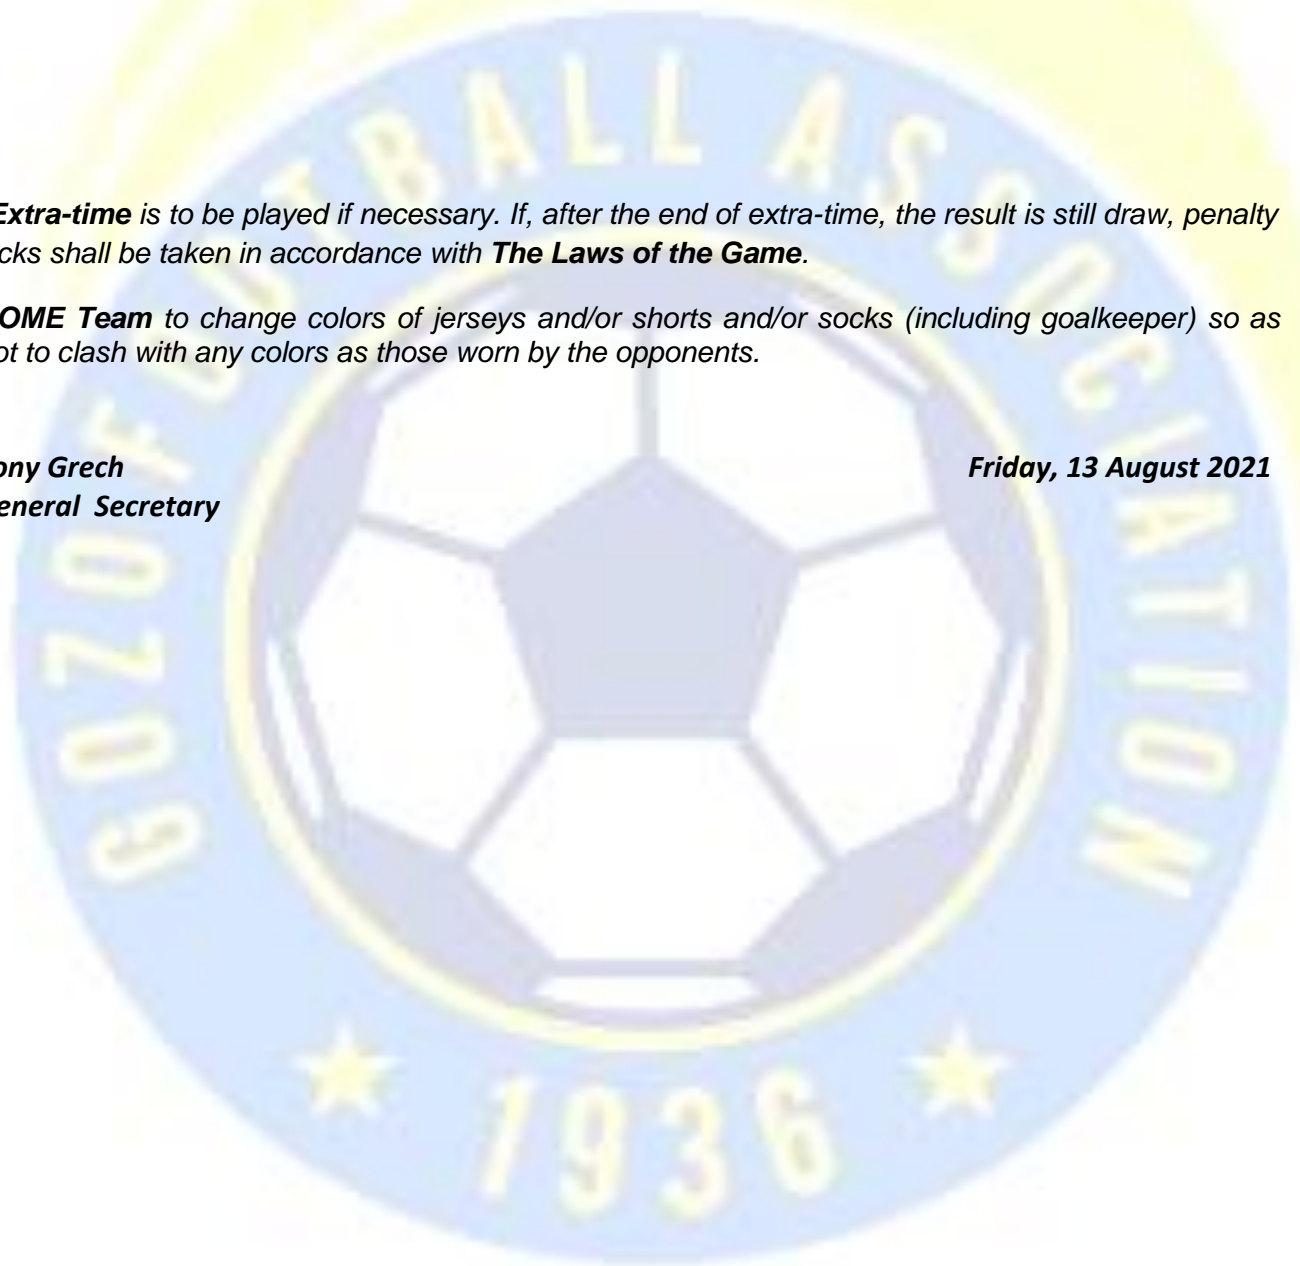 GOZO FOOTBALL ASSOCIATION
Extra-time is to be played if necessary. If, after the end of extra-time, the result is still draw, penalty
cks shall be taken in accordance with The Laws of the Game.
OME Team to change colors of jerseys and/or shorts and/or socks (including goalkeeper) so as
ot to clash with any colors as those worn by the opponents.
ony Grech Friday, 13 August 2021
eneral Secretary
1936